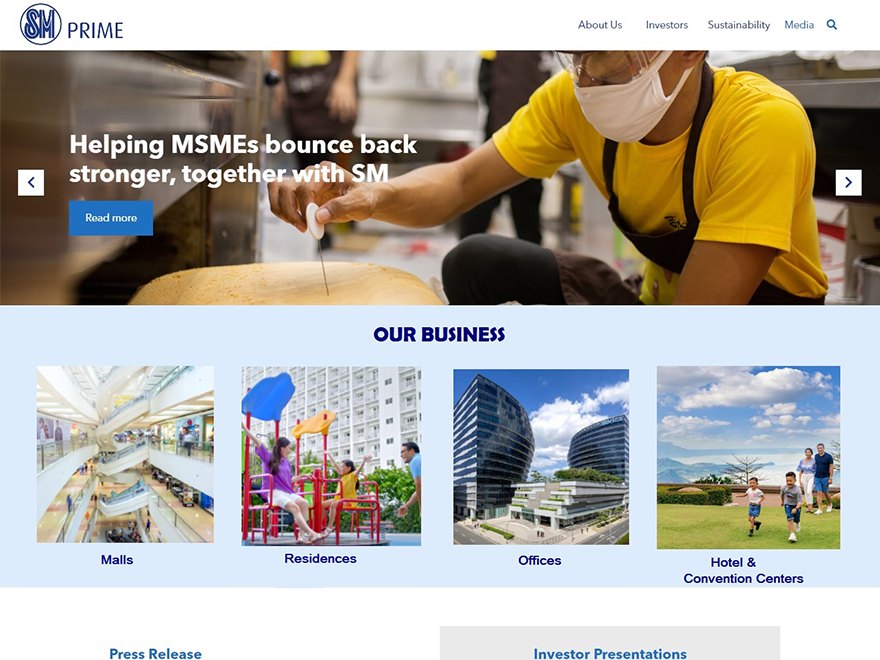 SM PRIME
About Us Investors Sustainability Media
Helping MSMEs bounce back
stronger, together with SM
Read more
OUR BUSINESS
Malls
Residences
Offices
Hotel &
Convention Centers
Press Release
Investor Presentations